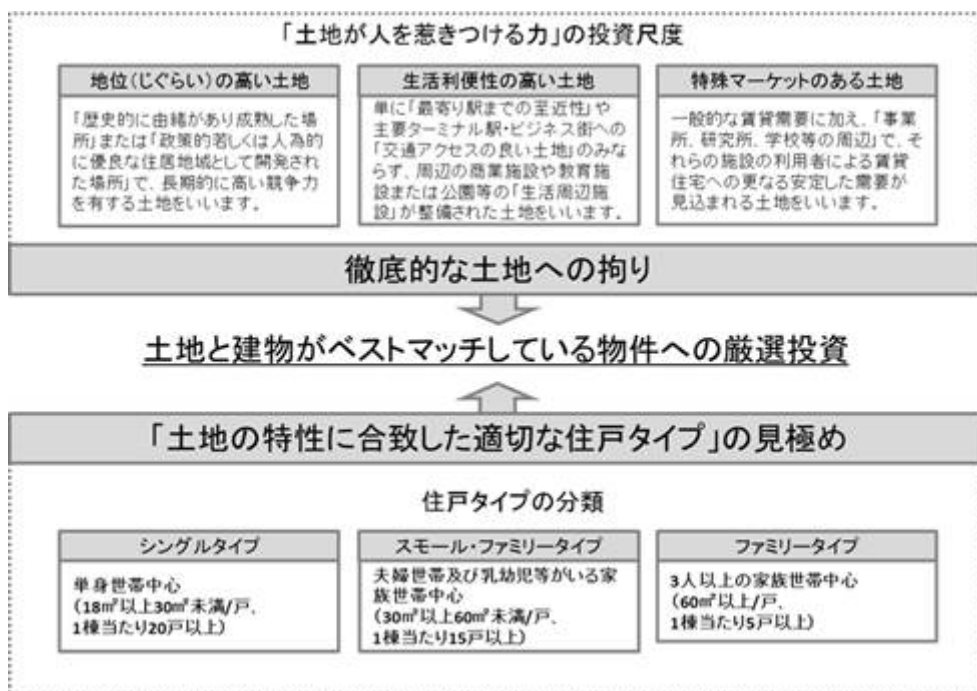 「土地が人を惹きつける力」の投資尺度
地位(じぐらい)の高い土地
「歴史的に由緒があり成熟した場
所」または「政策的若しくは人為的
に優良な住居地域として開発され
た場所」で、長期的に高い競争力
を有する土地をいいます。
生活利便性の高い土地
単に「最寄り駅までの至近性」や
主要ターミナル駅・ビジネス街への
「交通アクセスの良い土地」のみな
らず、周辺の商業施設や教育施
設または公園等の「生活周辺施
設」が整備された土地をいいます。
特殊マーケットのある土地
一般的な賃貸需要に加え、「事業
所、研究所、学校等の周辺」で、そ
れらの施設の利用者による賃貸
住宅への更なる安定した需要が
見込まれる土地をいいます。
徹底的な土地への拘り
土地と建物がベストマッチしている物件への厳選投資
「土地の特性に合致した適切な住戸タイプ」の見極め
住戸タイプの分類
シングルタイプ
単身世帯中心
(18㎡以上30㎡未満/戸、
1棟当たり20戸以上)
スモール・ファミリータイプ
夫婦世帯及び乳幼児等がいる家
族世帯中心
(30㎡以上60㎡未満/戸、
1棟当たり15戸以上)
ファミリータイプ
3人以上の家族世帯中心
(60㎡以上/戸、
1棟当たり5戸以上)